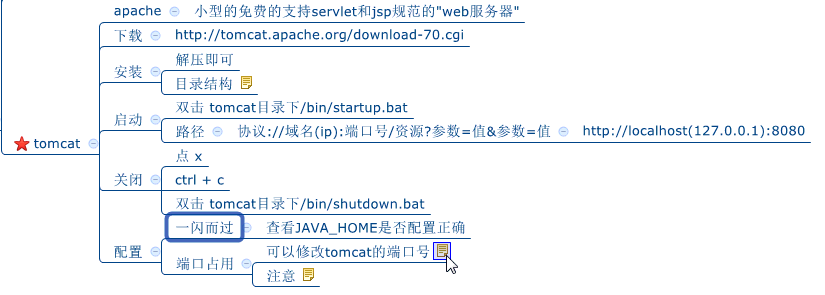 apache
小型的免费的支持servlet和jsp规范的"web服务器"
下载
http://tomcat.apache.org/download-70.cgi
安装
解压即可
目录结构
启动
双击 tomcat目录下/bin/startup.bat
路径
协议://域名(ip):端口号/资源?参数=值&参数=值
http://localhost(127.0.0.1):8080
tomcat
关闭
点 x
ctrl + c
双击 tomcat目录下/bin/shutdown.bat
配置
一闪而过
查看JAVA_HOME是否配置正确
端口占用
可以修改tomcat的端口号
注意